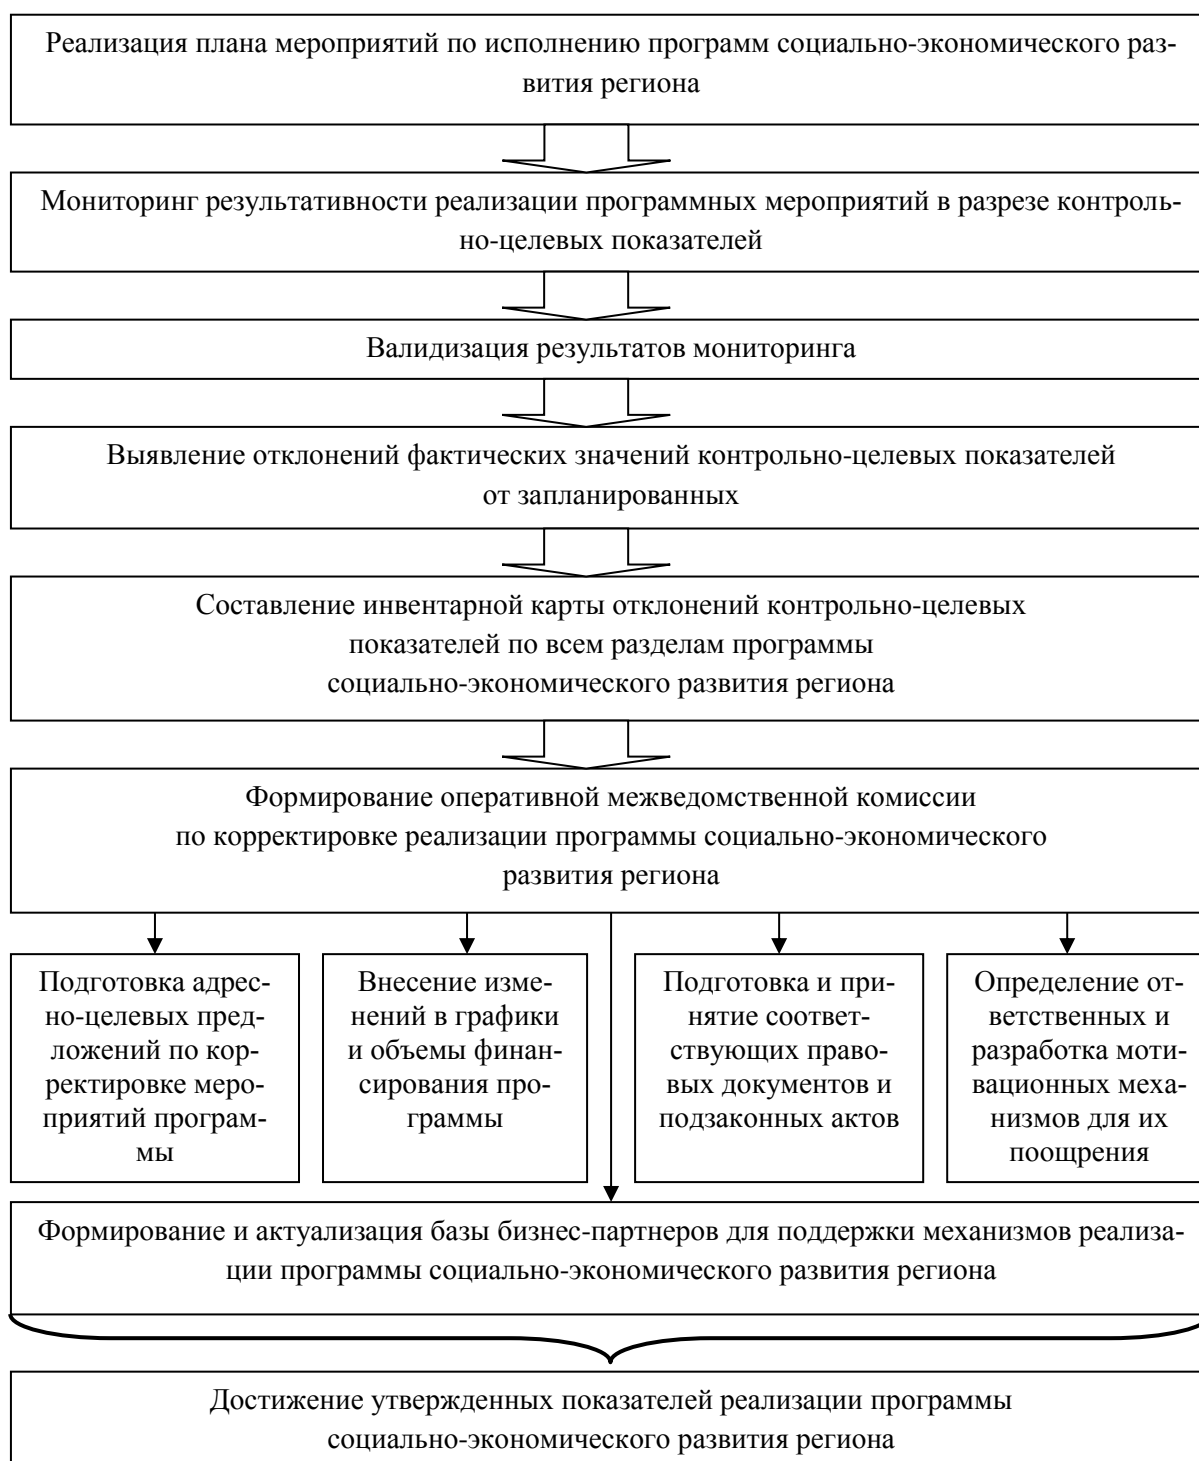 Реализация плана мероприятий по исполнению программ социально-экономического раз-
вития региона
Мониторинг результативности реализации программных мероприятий в разрезе контроль-
но-целевых показателей
Валидизация результатов мониторинга
Выявление отклонений фактических значений контрольно-целевых показателей
от запланированных
Составление инвентарной карты отклонений контрольно-целевых
показателей по всем разделам программы
социально-экономического развития региона
Формирование оперативной межведомственной комиссии
по корректировке реализации программы социально-экономического
развития региона
Подготовка адрес-
но-целевых пред-
ложений по кор-
ректировке меро-
приятий програм-
мы
Внесение изме-
нений в графики
и объемы финан-
сирования про-
граммы
Подготовка и при-
нятие соответ-
ствующих право-
вых документов и
подзаконных актов
Определение от-
ветственных и
разработка моти-
вационных меха-
низмов для их
поощрения
Формирование и актуализация базы бизнес-партнеров для поддержки механизмов реализа-
ции программы социально-экономического развития региона
Достижение утвержденных показателей реализации программы
социально-экономического развития региона